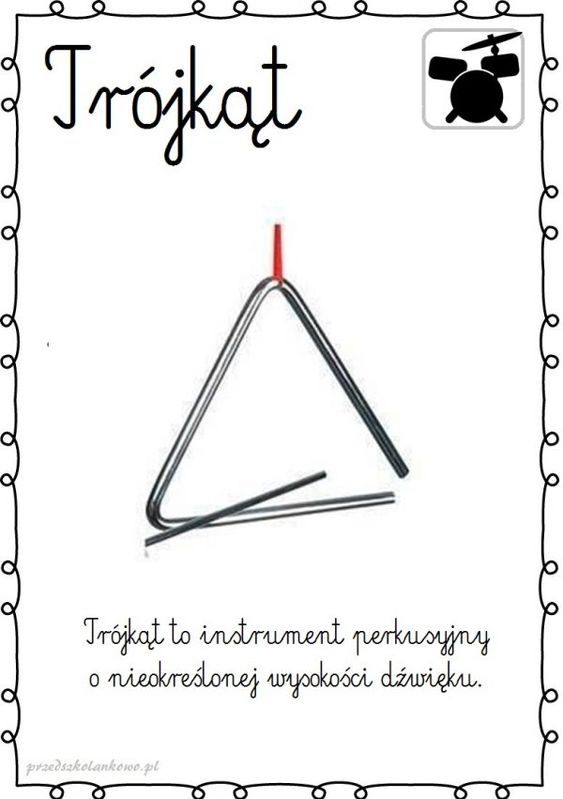 Trójkąt
Trójkąt to instrument perkusyjny
o nieokreślonej wysokości dźwięku.
przedszkolankowo.pl